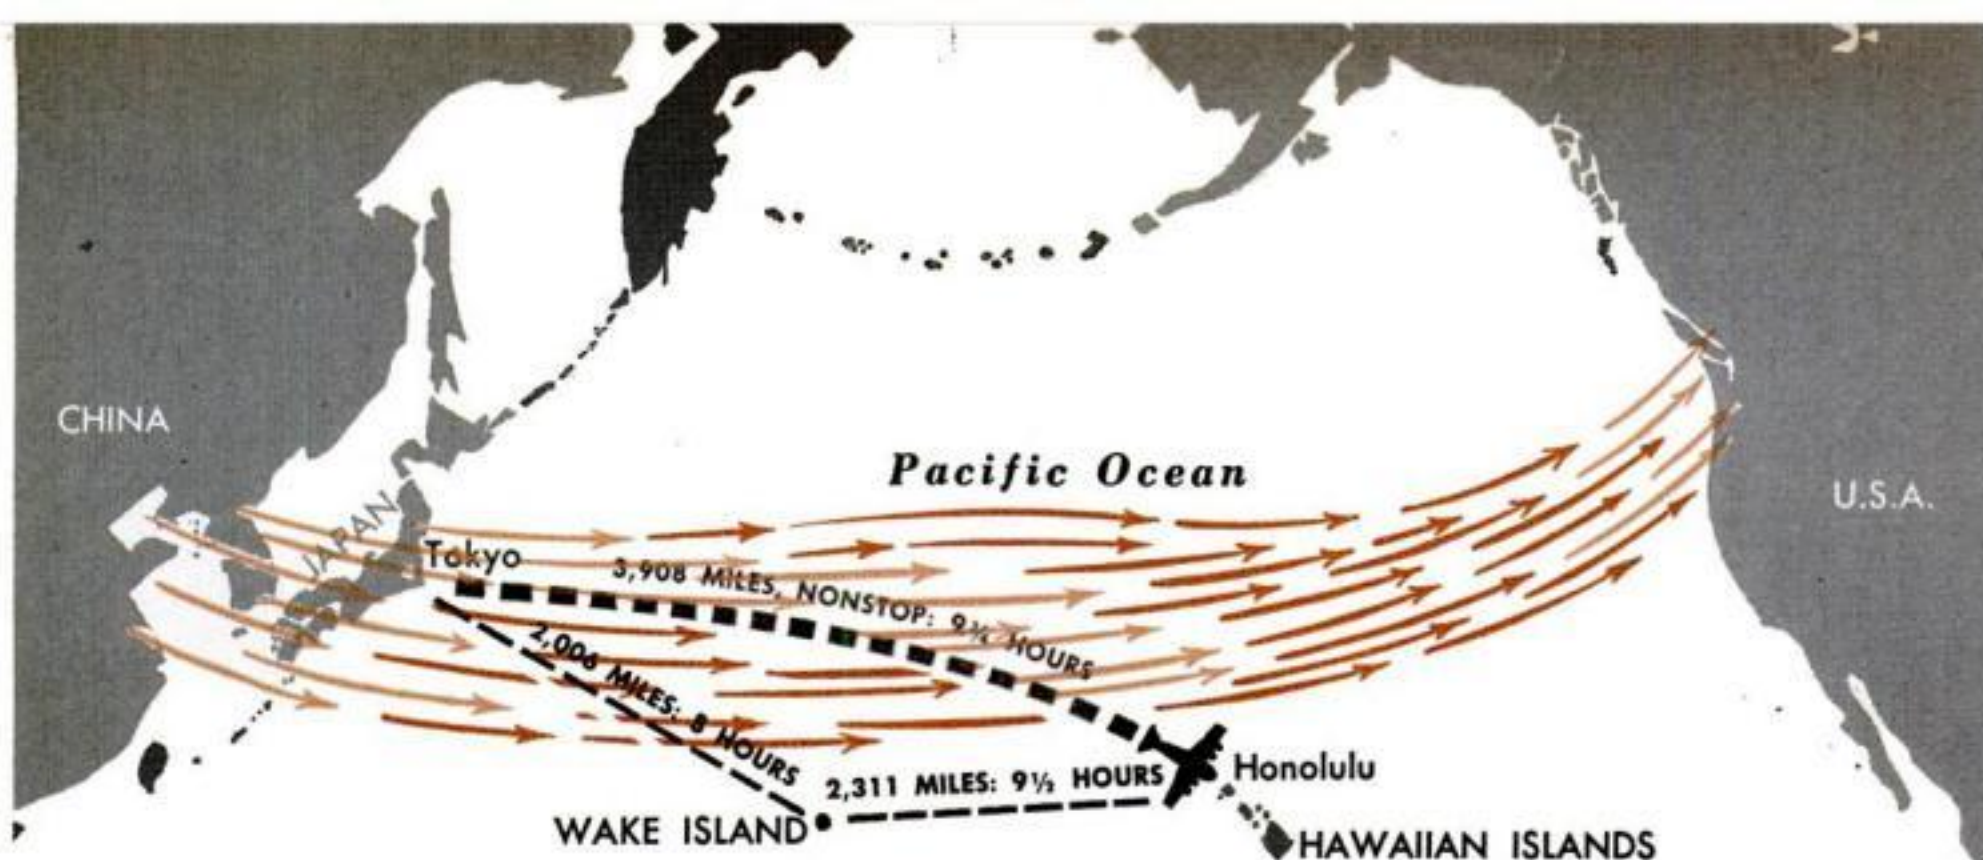 CHINA
JAPAN
Pacific Ocean
U.S.A.
Tokyo
3,908 MILES, NONSTOP: 9¾ HOURS
2,006 MILES: 8 HOURS
2,311 MILES: 9½ HOURS
Honolulu
WAKE ISLAND
HAWAIIAN ISLANDS